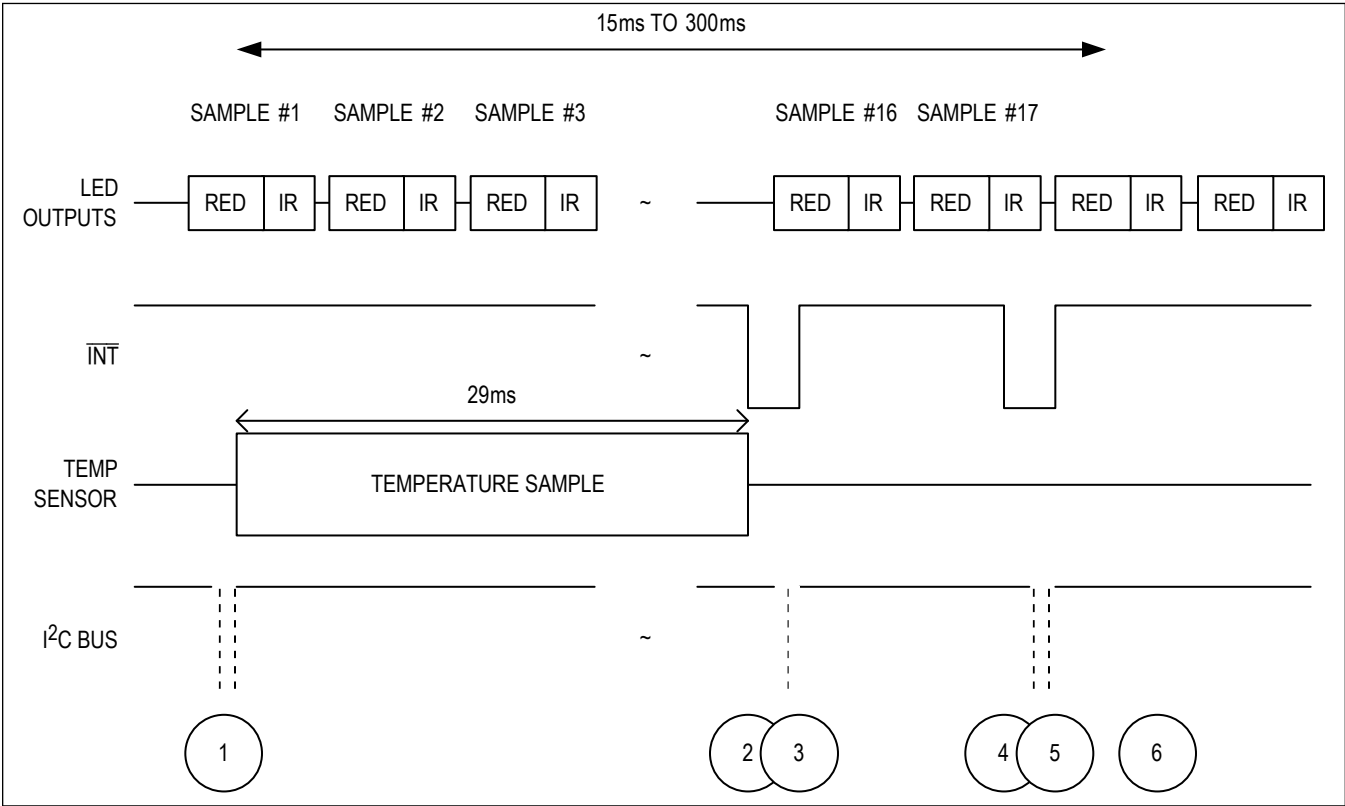 15ms TO 300ms
SAMPLE #1 SAMPLE #2 SAMPLE #3 SAMPLE #16 SAMPLE #17
LED
OUTPUTS
RED IR RED IR RED IR ~ RED IR RED IR RED IR RED IR
INT ~
29ms
TEMP
SENSOR
TEMPERATURE SAMPLE
I²C BUS ~
1 2 3 4 5 6